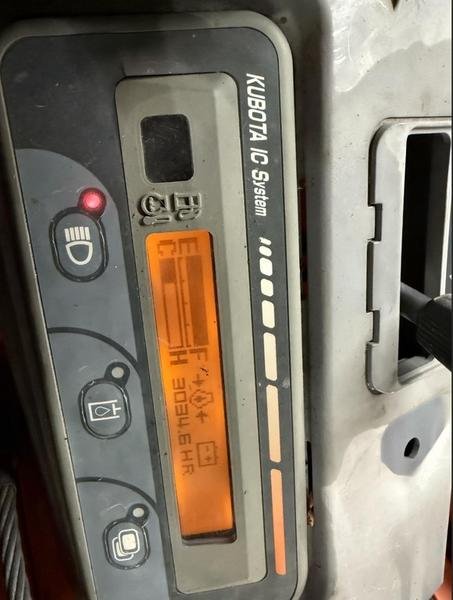 KUBOTA IC System
E F
C H
3034.6HR